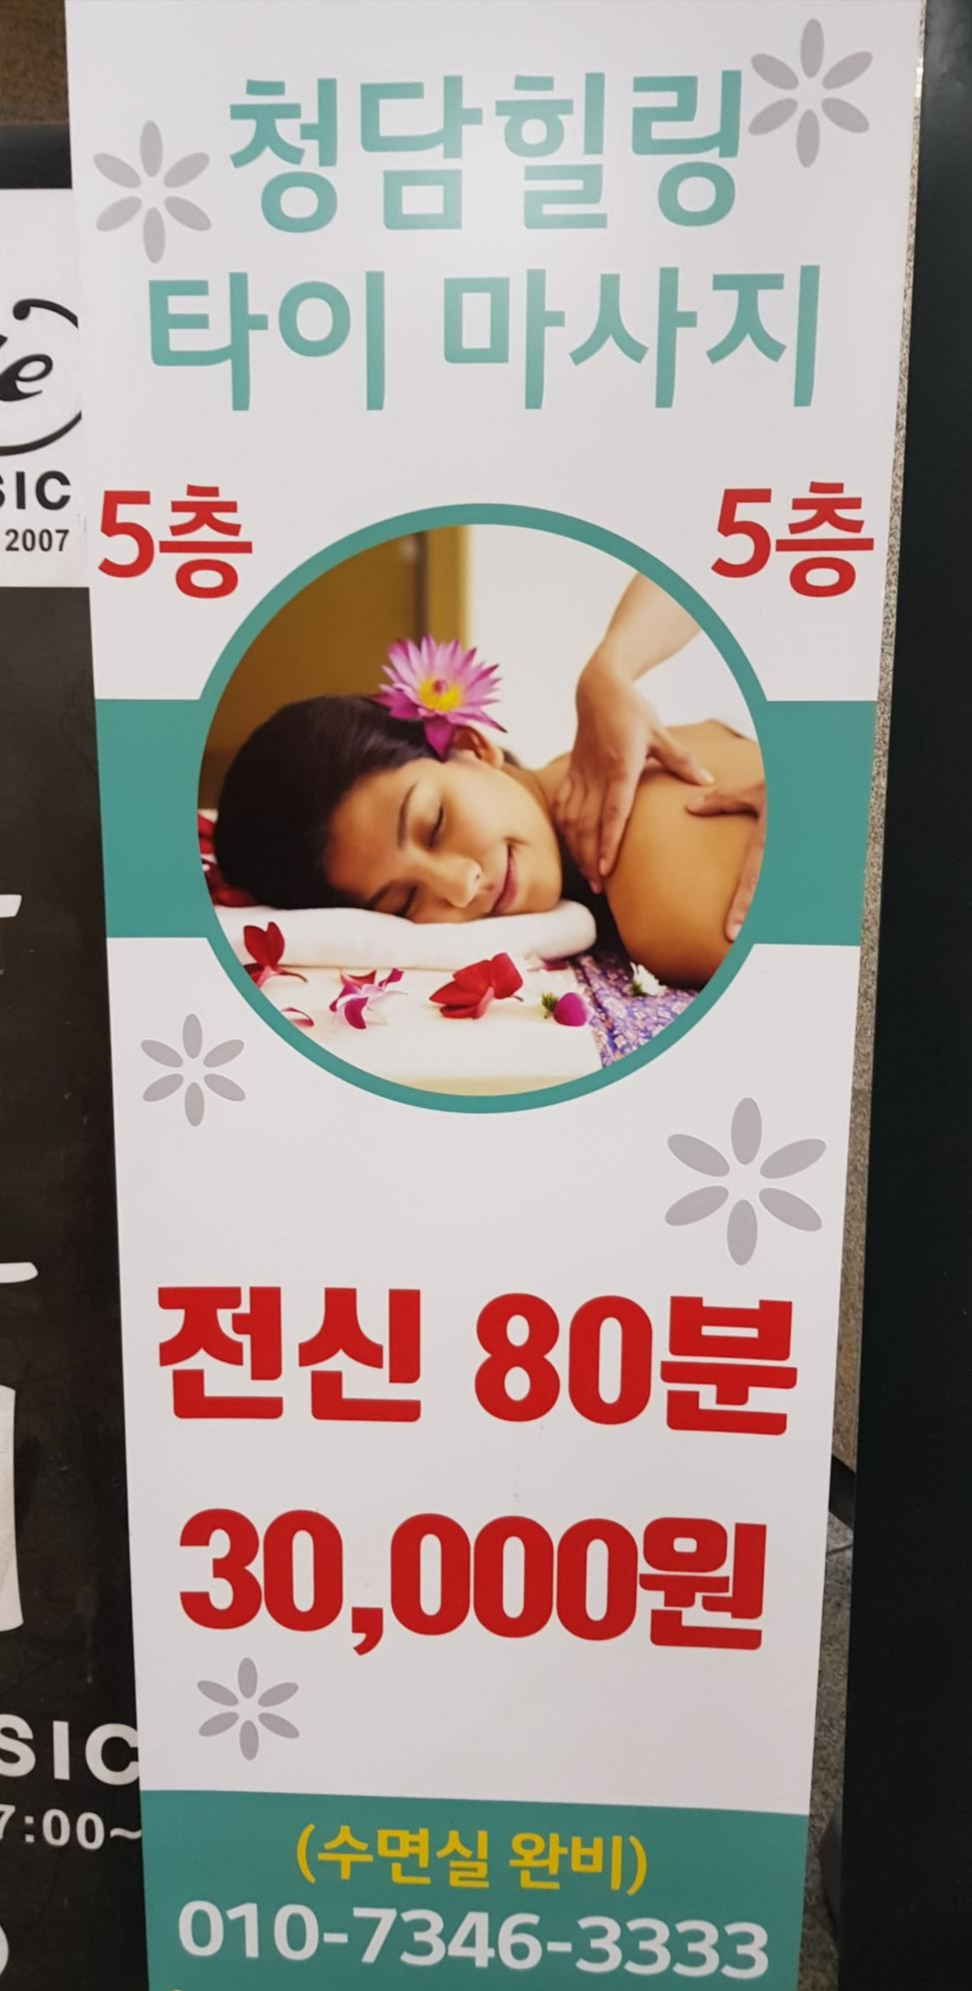 청담힐링
타이 마사지
5층 5층
전신 80분
30,000원
(수면실 완비)
010-7346-3333
SIC
2007
SIC
7:00~